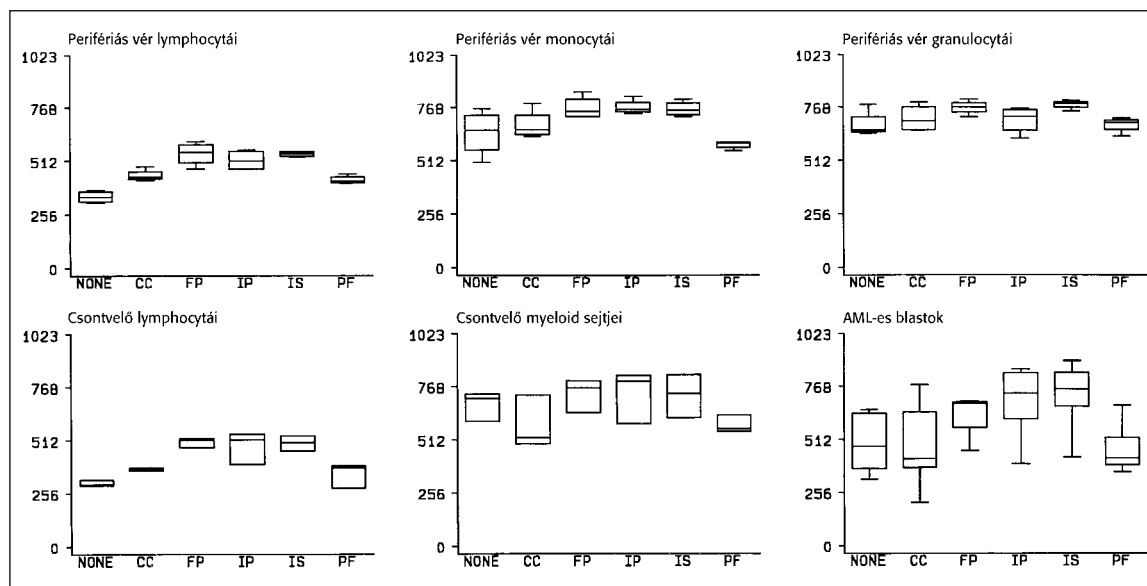 Perifériás vér lymphocytái
1023
768
512
256
0
NONE CC FP IP IS PF
Perifériás vér monocytái
1023
768
512
256
0
NONE CC FP IP IS PF
Perifériás vér granulocytái
1023
768
512
256
0
NONE CC FP IP IS PF
Csontvelő lymphocytái
1023
768
512
256
0
NONE CC FP IP IS PF
Csontvelő myeloid sejtjei
1023
768
512
256
0
NONE CC FP IP IS PF
AML-es blastok
1023
768
512
256
0
NONE CC FP IP IS PF